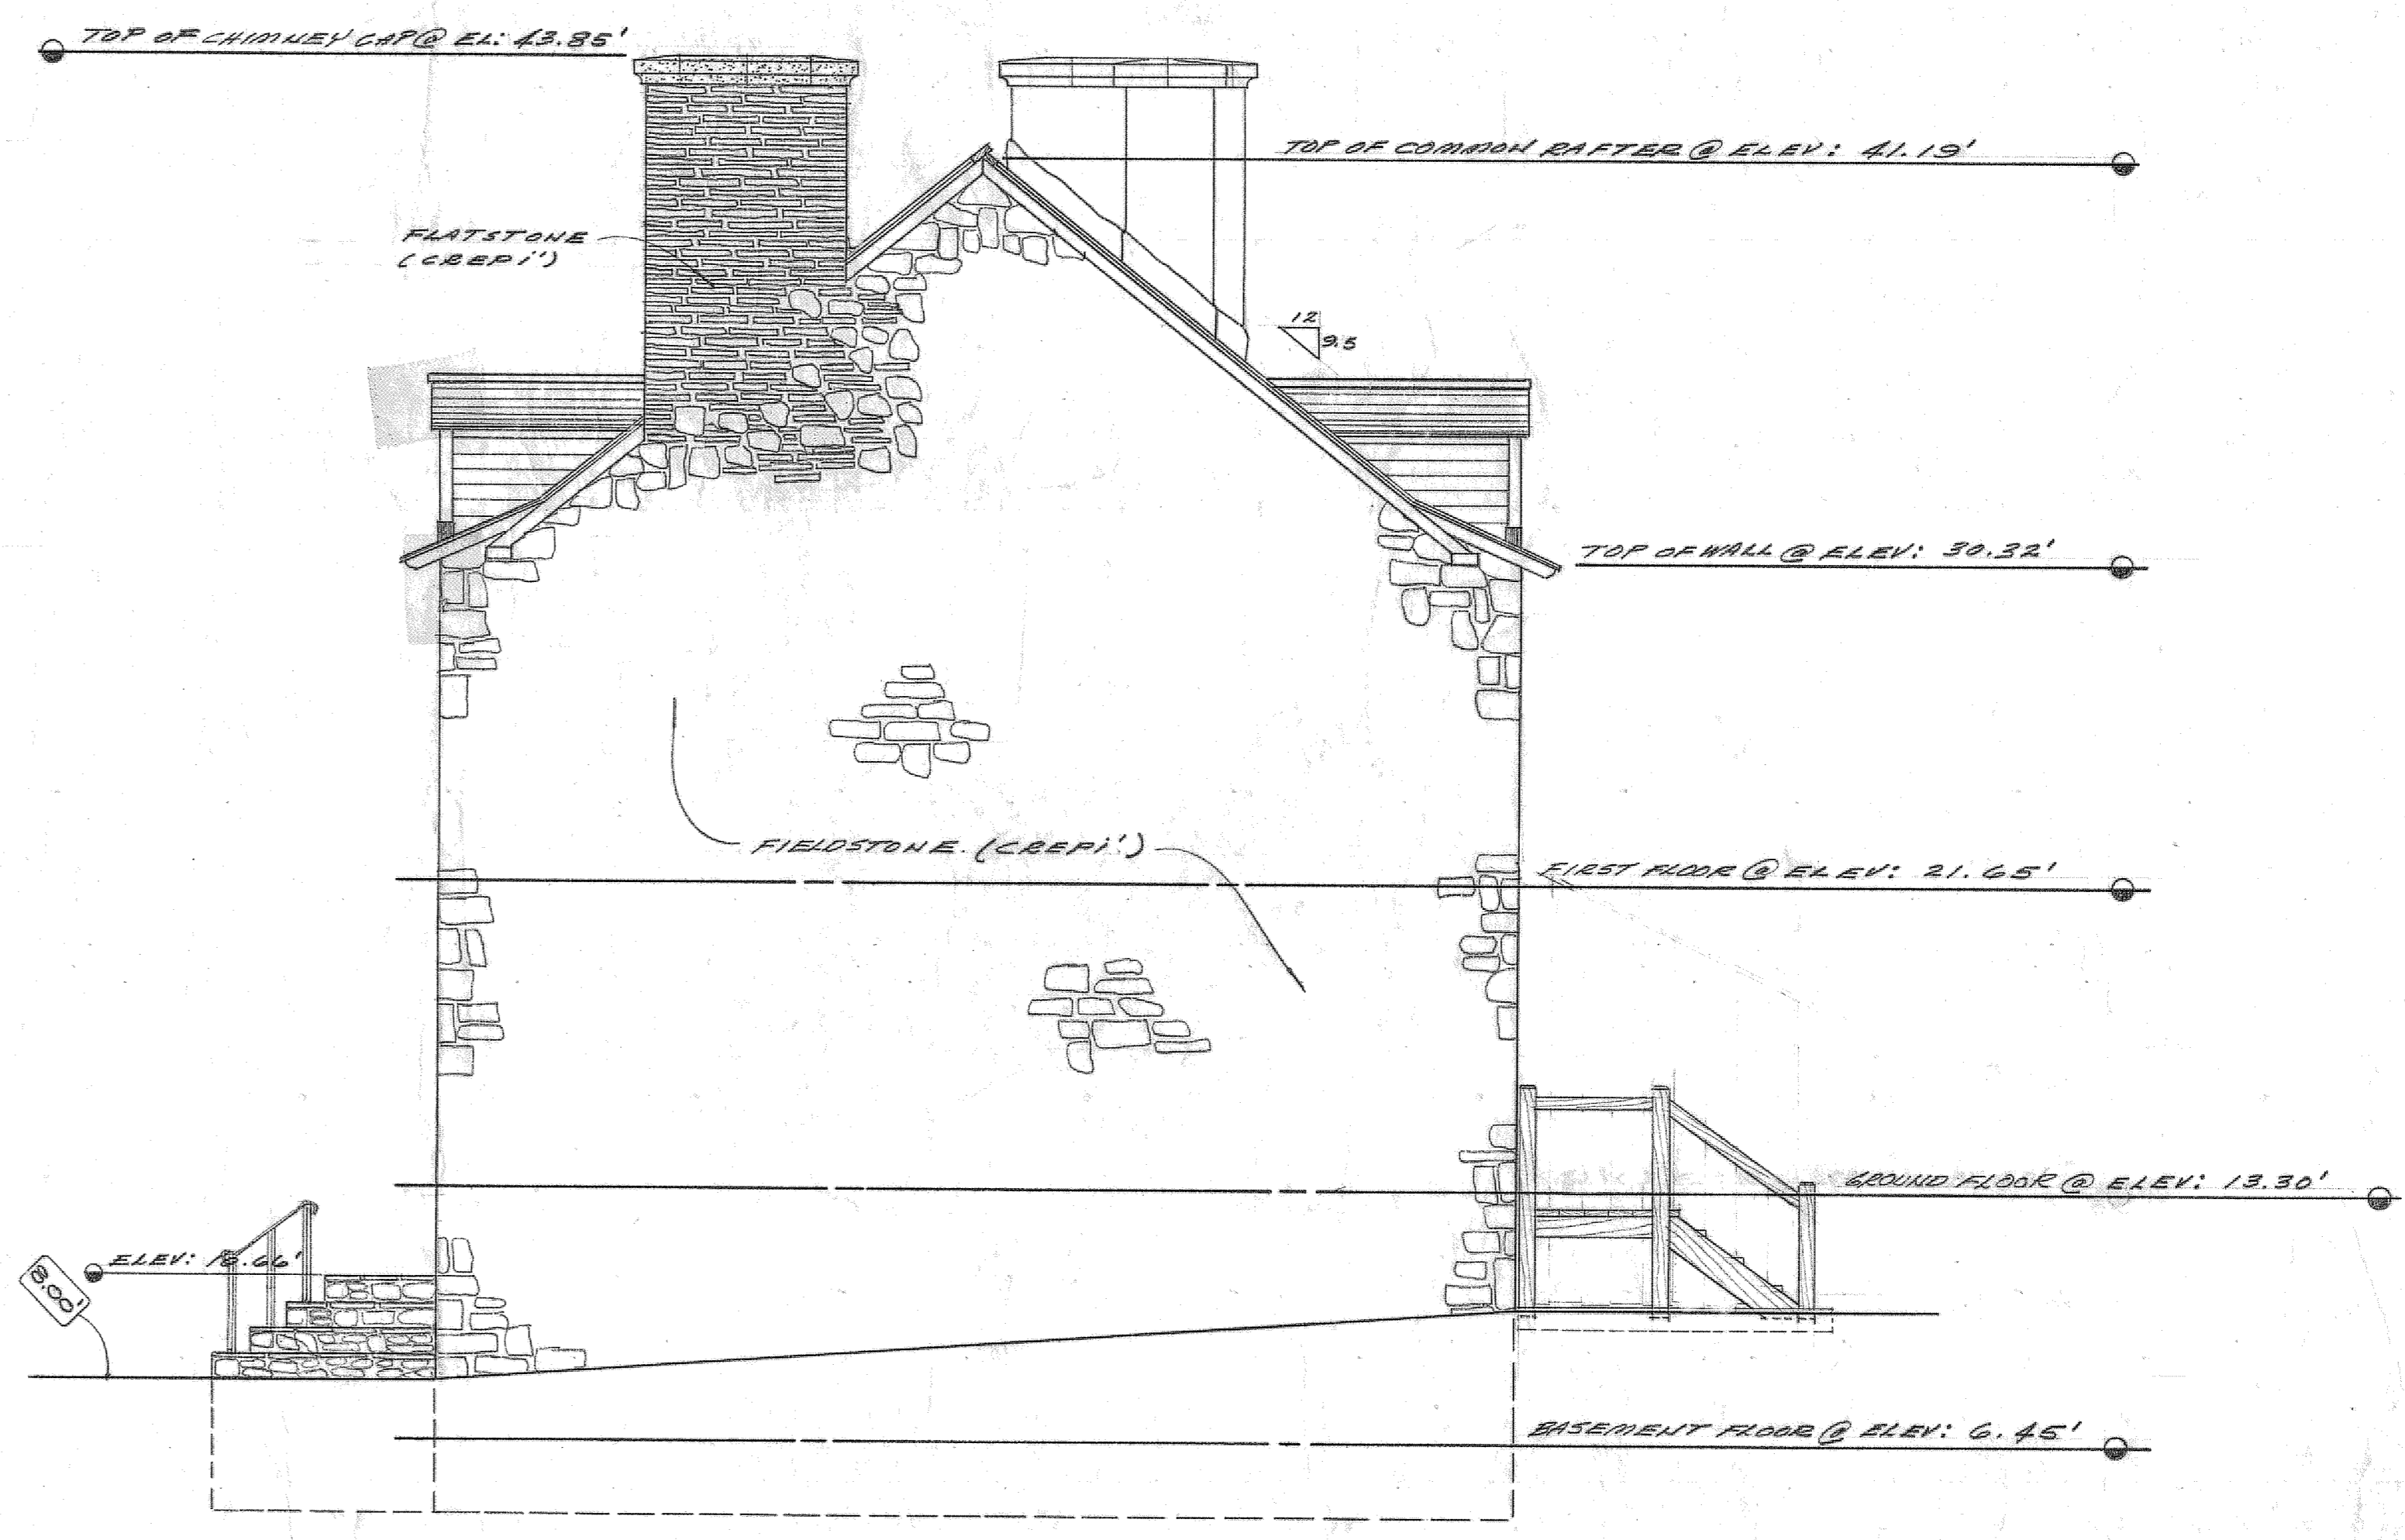 TOP OF CHIMNEY CAP @ EL: 43.85'
TOP OF COMMON RAFTER @ ELEV: 41.19'
FLATSTONE
(CREPI')
12
9.5
TOP OF WALL @ ELEV: 30.32'
FIELDSTONE. (CREPI')
FIRST FLOOR @ ELEV: 21.65'
GROUND FLOOR @ ELEV: 13.30'
ELEV:
8.00'
BASEMENT FLOOR @ ELEV: 6.45'